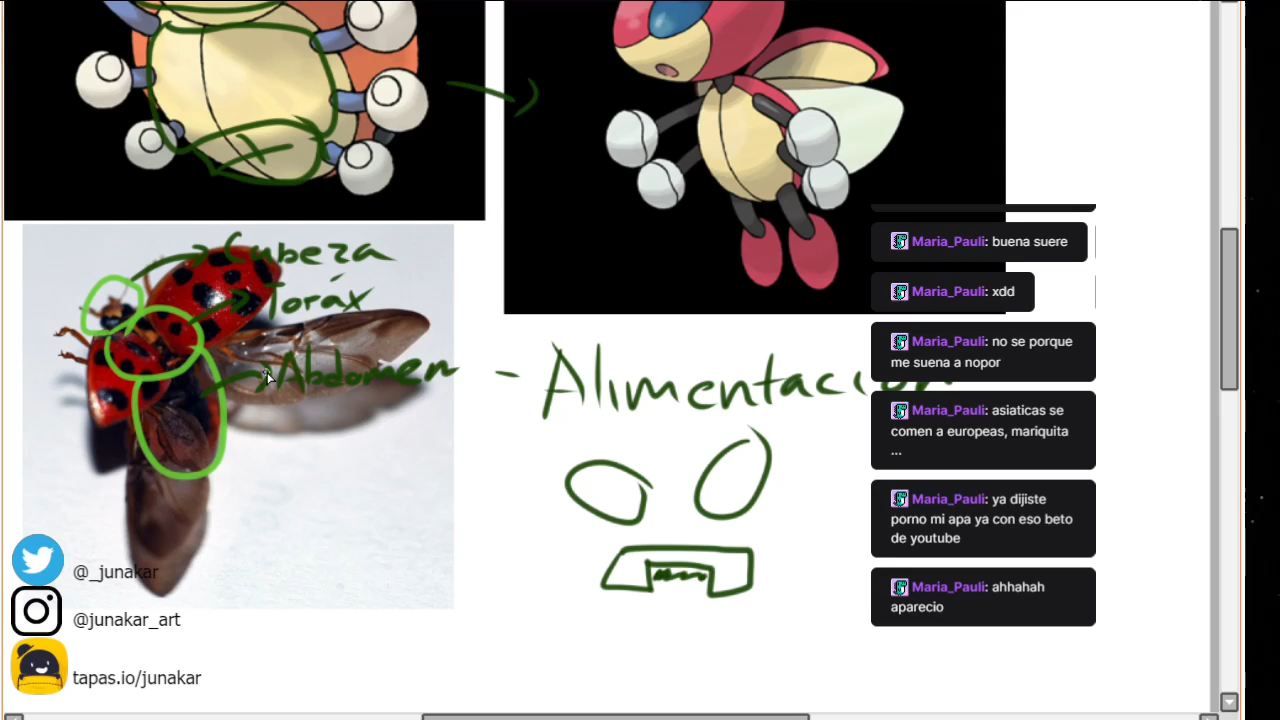 Cabeza
Toráx
Abdomen
- Alimentación
Maria_Pauli: buena suere
Maria_Pauli: xdd
Maria_Pauli: no se porque
me suena a nopor
Maria_Pauli: asiaticas se
comen a europeas, mariquita
...
Maria_Pauli: ya dijiste
porno mi apa ya con eso beto
de youtube
Maria_Pauli: ahhahah
aparecio
@_junakar
@junakar_art
tapas.io/junakar